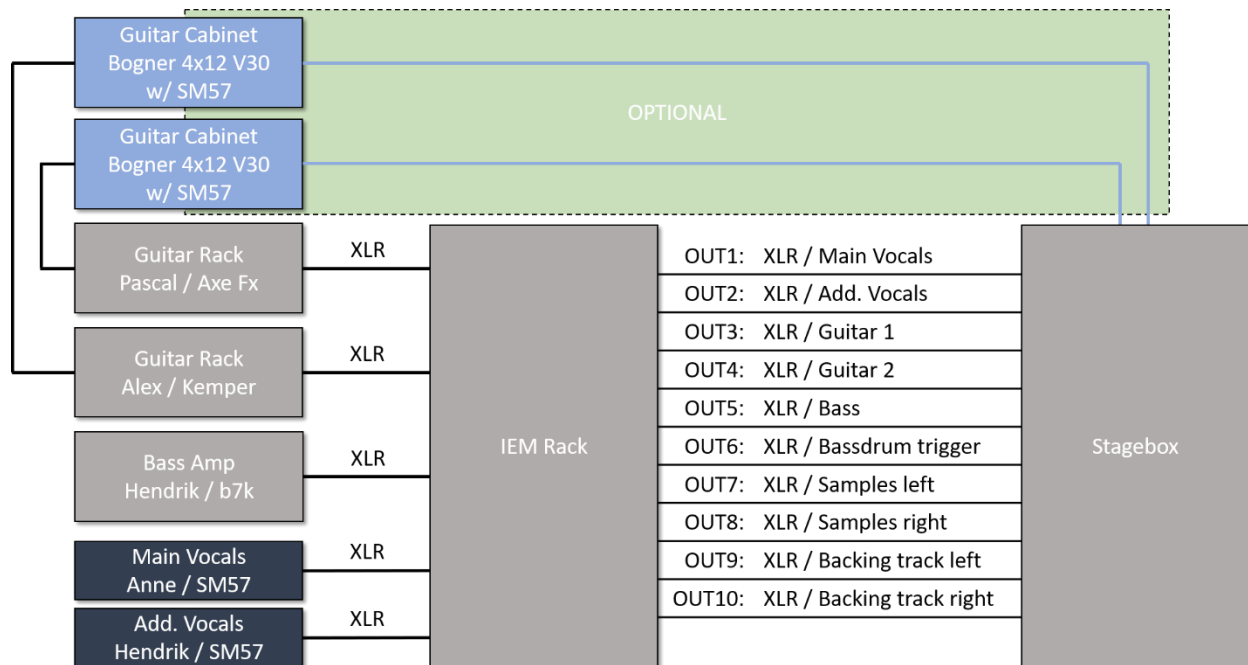 Guitar Cabinet
Bogner 4x12 V30
w/ SM57
OPTIONAL
Guitar Cabinet
Bogner 4x12 V30
w/ SM57
Guitar Rack
Pascal / Axe Fx
XLR
Guitar Rack
Alex / Kemper
XLR
Bass Amp
Hendrik / b7k
XLR
Main Vocals
Anne / SM57
XLR
Add. Vocals
Hendrik / SM57
XLR
IEM Rack
OUT1: XLR / Main Vocals
OUT2: XLR / Add. Vocals
OUT3: XLR / Guitar 1
OUT4: XLR / Guitar 2
OUT5: XLR / Bass
OUT6: XLR / Bassdrum trigger
OUT7: XLR / Samples left
OUT8: XLR / Samples right
OUT9: XLR / Backing track left
OUT10: XLR / Backing track right
Stagebox